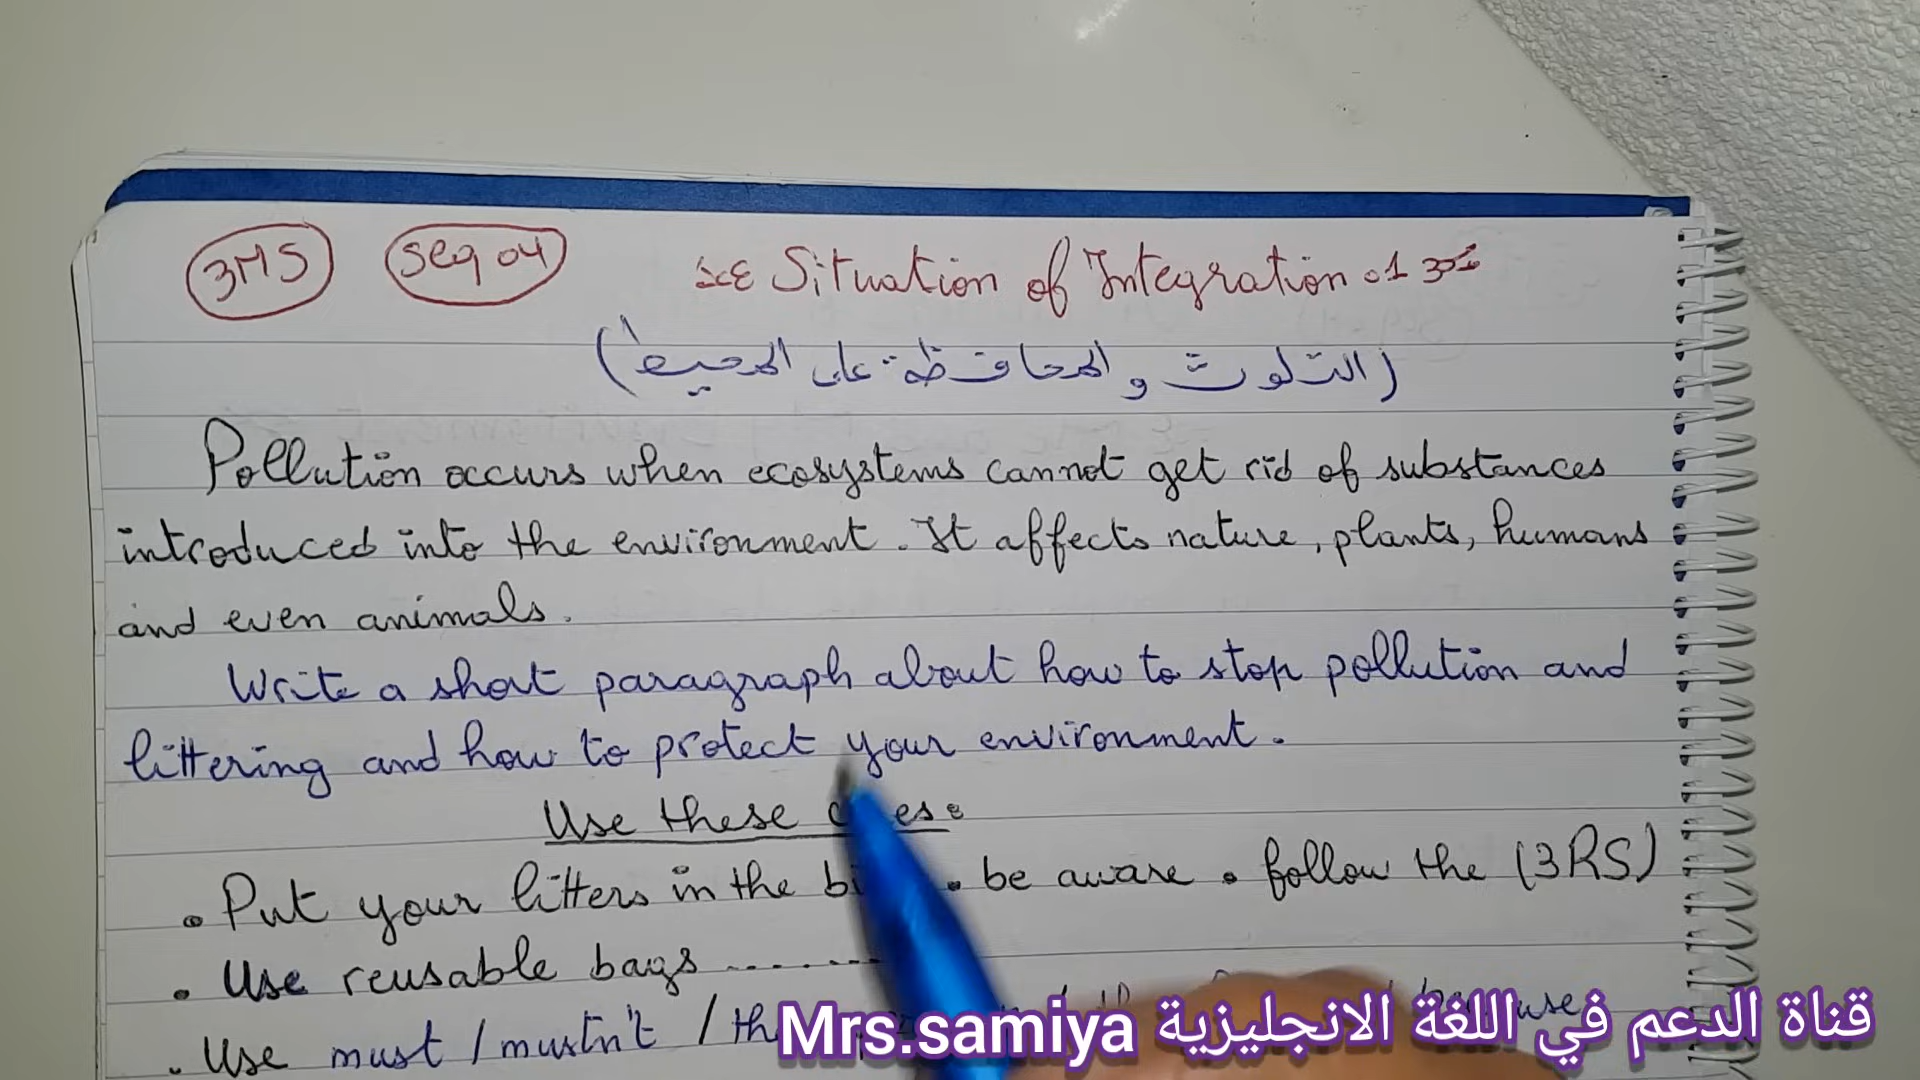 3MS Seq 04 Situation of Integration 01
(التلوث والمحافظة على المحيط)
Pollution occurs when ecosystems cannot get rid of substances
introduced into the environment. It affects nature, plants, humans
and even animals.
Write a short paragraph about how to stop pollution and
littering and how to protect your environment.
Use these
• Put your litters in the • be aware • follow the (3RS)
• Use reusable bags ........
• Use must / mustn't /
Mrs.samiya قناة الدعم في اللغة الانجليزية